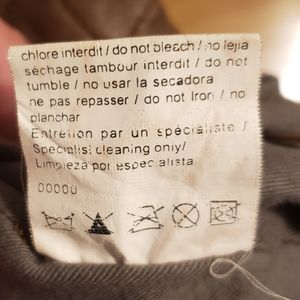 chlore interdit / do not bleach / no lejia
séchage tambour interdit / do not
tumble / no usar la secadora
ne pas repasser / do not Iron / no
planchar
Entretien par un spécialiste /
Specialist cleaning only/
Limpieza por especialista
00000